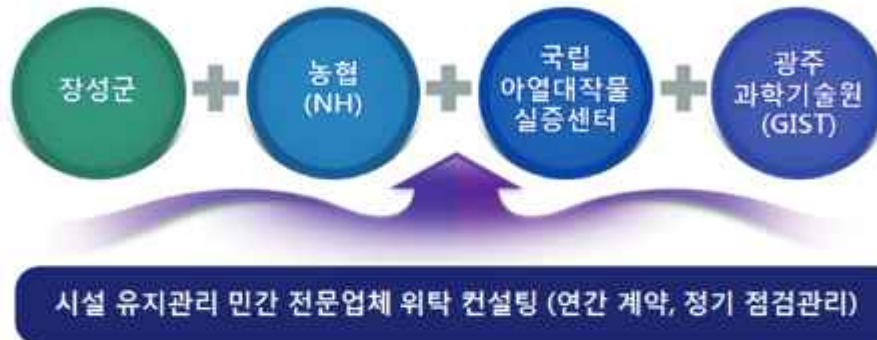 장성군
농협
(NH)
국립
아열대작물
실증센터
광주
과학기술원
(GIST)
시설 유지관리 민간 전문업체 위탁 컨설팅 (연간 계약, 정기 점검관리)